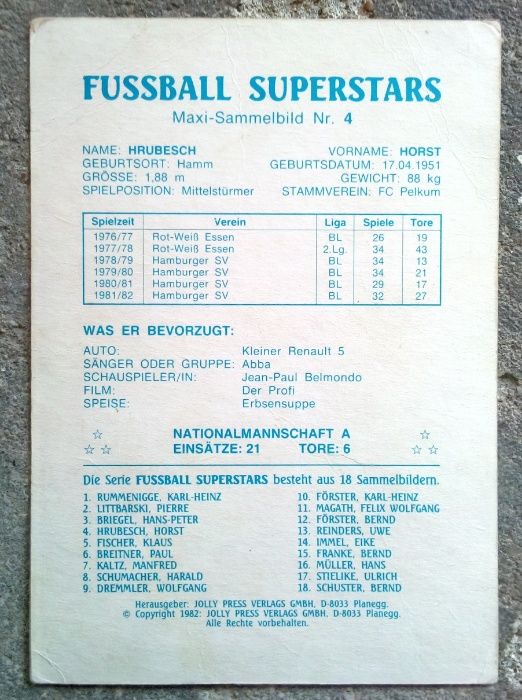 FUSSBALL SUPERSTARS
Maxi-Sammelbild Nr. 4
NAME: HRUBESCH VORNAME: HORST
GEBURTSORT: Hamm GEBURTSDATUM: 17.04.1951
GRÖSSE: 1,88 m GEWICHT: 88 kg
SPIELPOSITION: Mittelstürmer STAMMVEREIN: FC Pelkum
Spielzeit Verein Liga Spiele Tore
1976/77 Rot-Weiß Essen BL 26 19
1977/78 Rot-Weiß Essen 2.Lg. 34 43
1978/79 Hamburger SV BL 34 13
1979/80 Hamburger SV BL 34 21
1980/81 Hamburger SV BL 29 17
1981/82 Hamburger SV BL 32 27
WAS ER BEVORZUGT:
AUTO: Kleiner Renault 5
SÄNGER ODER GRUPPE: Abba
SCHAUSPIELER/IN: Jean-Paul Belmondo
FILM: Der Profi
SPEISE: Erbsensuppe
NATIONALMANNSCHAFT A
EINSÄTZE: 21 TORE: 6
Die Serie FUSSBALL SUPERSTARS besteht aus 18 Sammelbildern.
1. RUMMENIGGE, KARL-HEINZ
2. LITTBARSKI, PIERRE
3. BRIEGEL, HANS-PETER
4. HRUBESCH, HORST
5. FISCHER, KLAUS
6. BREITNER, PAUL
7. KALTZ, MANFRED
8. SCHUMACHER, HARALD
9. DREMMLER, WOLFGANG
10. FÖRSTER, KARL-HEINZ
11. MAGATH, FELIX WOLFGANG
12. FÖRSTER, BERND
13. REINDERS, UWE
14. IMMEL, EIKE
15. FRANKE, BERND
16. MÜLLER, HANS
17. STIELIKE, ULRICH
18. SCHUSTER, BERND
Herausgeber: JOLLY PRESS VERLAGS GMBH. D-8033 Planegg.
© Copyright 1982: JOLLY PRESS VERLAGS GMBH. D-8033 Planegg.
Alle Rechte vorbehalten.